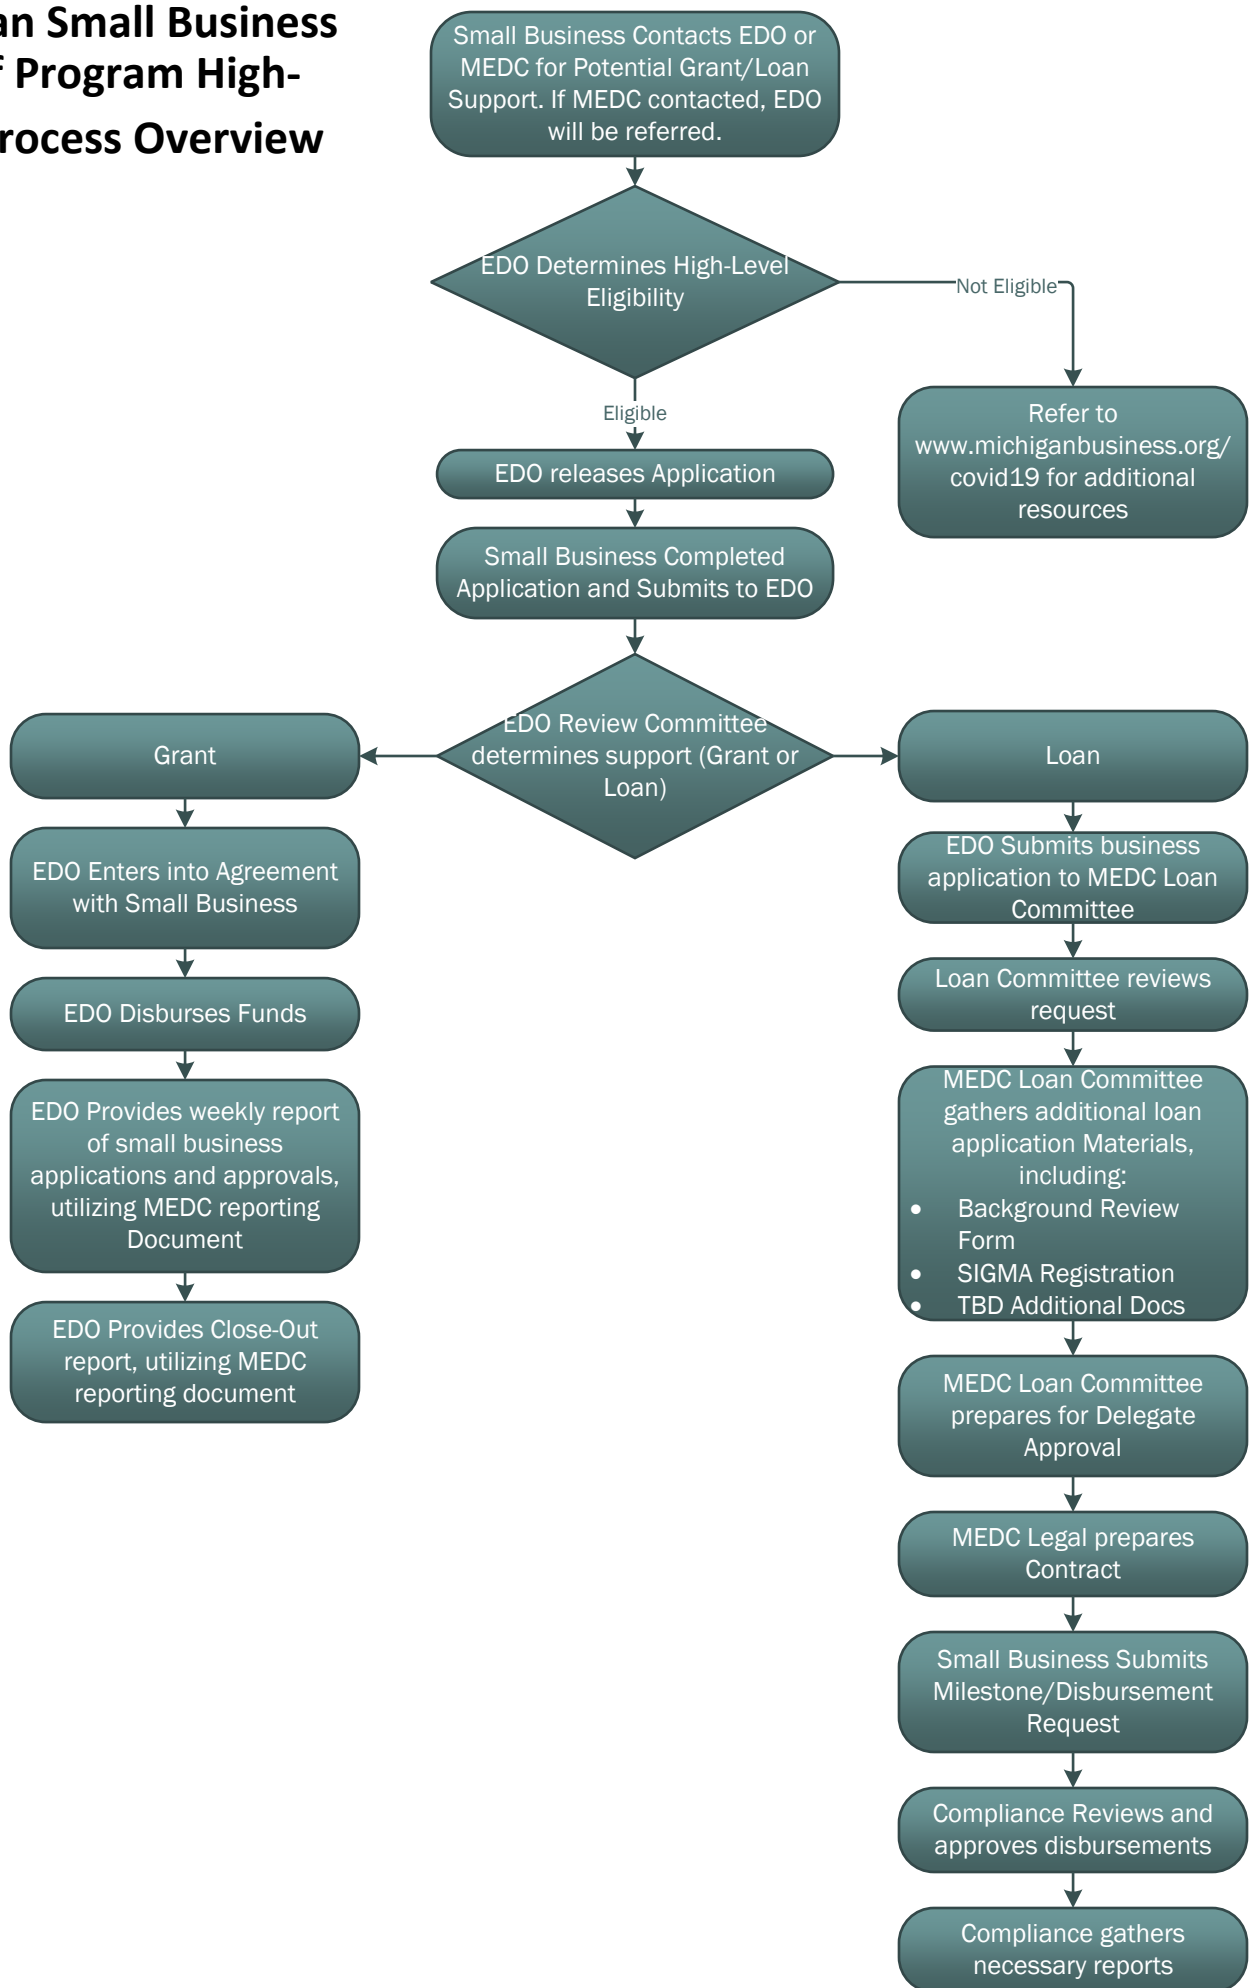 an Small Business
f Program High-
rocess Overview
Small Business Contacts EDO or
MEDC for Potential Grant/Loan
Support. If MEDC contacted, EDO
will be referred.
EDO Determines High-Level
Eligibility
Not Eligible
Eligible
Refer to
www.michiganbusiness.org/
covid19 for additional
resources
EDO releases Application
Small Business Completed
Application and Submits to EDO
EDO Review Committee
determines support (Grant or
Loan)
Grant
EDO Enters into Agreement
with Small Business
EDO Disburses Funds
EDO Provides weekly report
of small business
applications and approvals,
utilizing MEDC reporting
Document
EDO Provides Close-Out
report, utilizing MEDC
reporting document
Loan
EDO Submits business
application to MEDC Loan
Committee
Loan Committee reviews
request
MEDC Loan Committee
gathers additional loan
application Materials,
including:
• Background Review
Form
• SIGMA Registration
• TBD Additional Docs
MEDC Loan Committee
prepares for Delegate
Approval
MEDC Legal prepares
Contract
Small Business Submits
Milestone/Disbursement
Request
Compliance Reviews and
approves disbursements
Compliance gathers
necessary reports